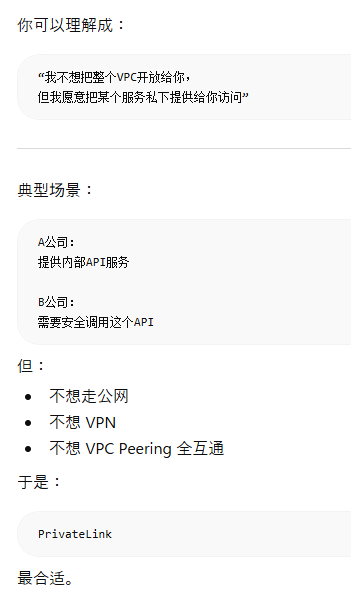 你可以理解成：
“我不想把整个VPC开放给你，
但我愿意把某个服务私下提供给你访问”
典型场景：
A公司：
提供内部API服务
B公司：
需要安全调用这个API
但：
不想走公网
不想 VPN
不想 VPC Peering 全互通
于是：
PrivateLink
最合适。